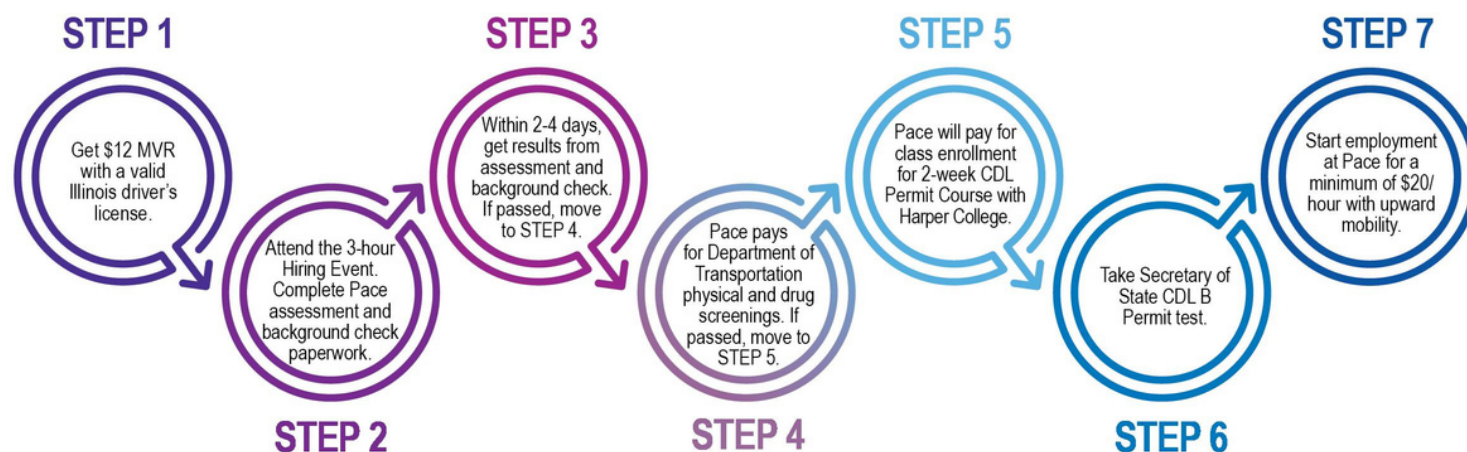 STEP 1
Get $12 MVR
with a valid
Illinois driver's
license.
STEP 2
Attend the 3-hour
Hiring Event.
Complete Pace
assessment and
background check
paperwork.
STEP 3
Within 2-4 days,
get results from
assessment and
background check.
If passed, move
to STEP 4.
STEP 4
Pace pays
for Department of
Transportation
physical and drug
screenings. If
passed, move to
STEP 5.
STEP 5
Pace will pay for
class enrollment
for 2-week CDL
Permit Course with
Harper College.
STEP 6
Take Secretary of
State CDL B
Permit test.
STEP 7
Start employment
at Pace for a
minimum of $20/
hour with upward
mobility.